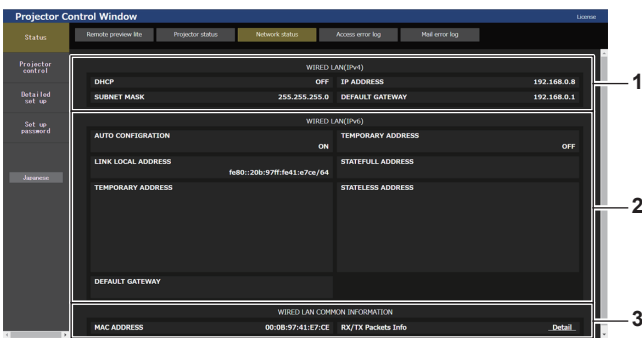 Projector Control Window
License
Status
Remote preview lite
Projector status
Network status
Access error log
Mail error log
Projector
control
Detailed
set up
Set up
password
Japanese
WIRED LAN(IPv4)
DHCP OFF
IP ADDRESS 192.168.0.8
SUBNET MASK 255.255.255.0
DEFAULT GATEWAY 192.168.0.1
1
WIRED LAN(IPv6)
AUTO CONFIGRATION
ON
TEMPORARY ADDRESS
OFF
LINK LOCAL ADDRESS
fe80::20b:97ff:fe41:e7ce/64
STATEFULL ADDRESS
TEMPORARY ADDRESS
STATELESS ADDRESS
DEFAULT GATEWAY
2
WIRED LAN COMMON INFORMATION
MAC ADDRESS 00:0B:97:41:E7:CE
RX/TX Packets Info Detail
3